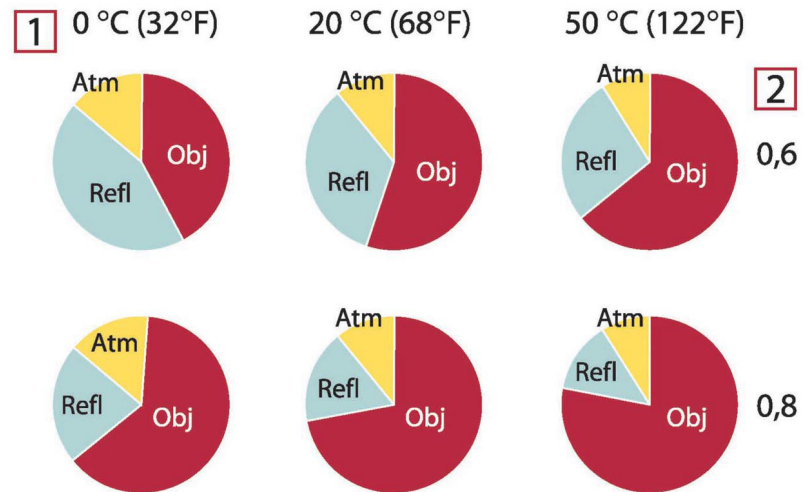 1 0 °C (32°F) 20 °C (68°F) 50 °C (122°F)
2
Atm Obj Refl
Atm Obj Refl
Atm Obj Refl
0,6
Atm Refl Obj
Atm Refl Obj
Atm Refl Obj
0,8